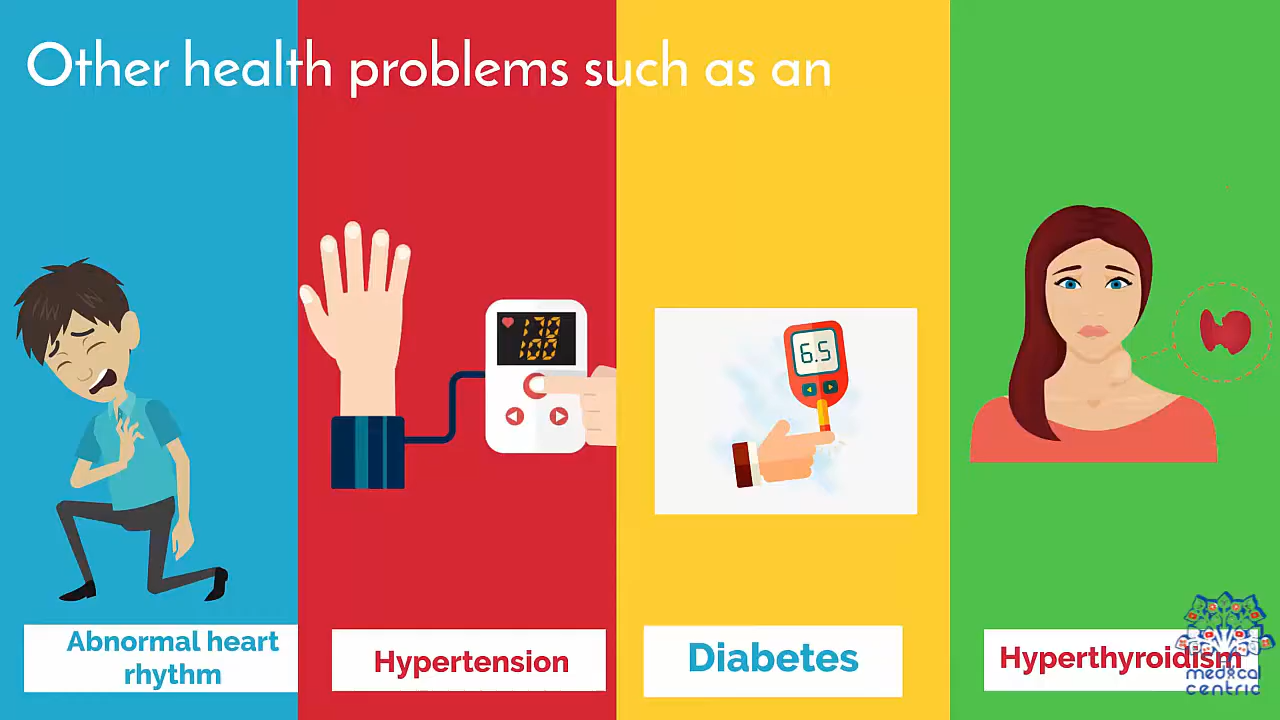 Other health problems such as an
170
100
6.5
Abnormal heart
rhythm
Hypertension
Diabetes
Hyperthyroidism
medical
centric